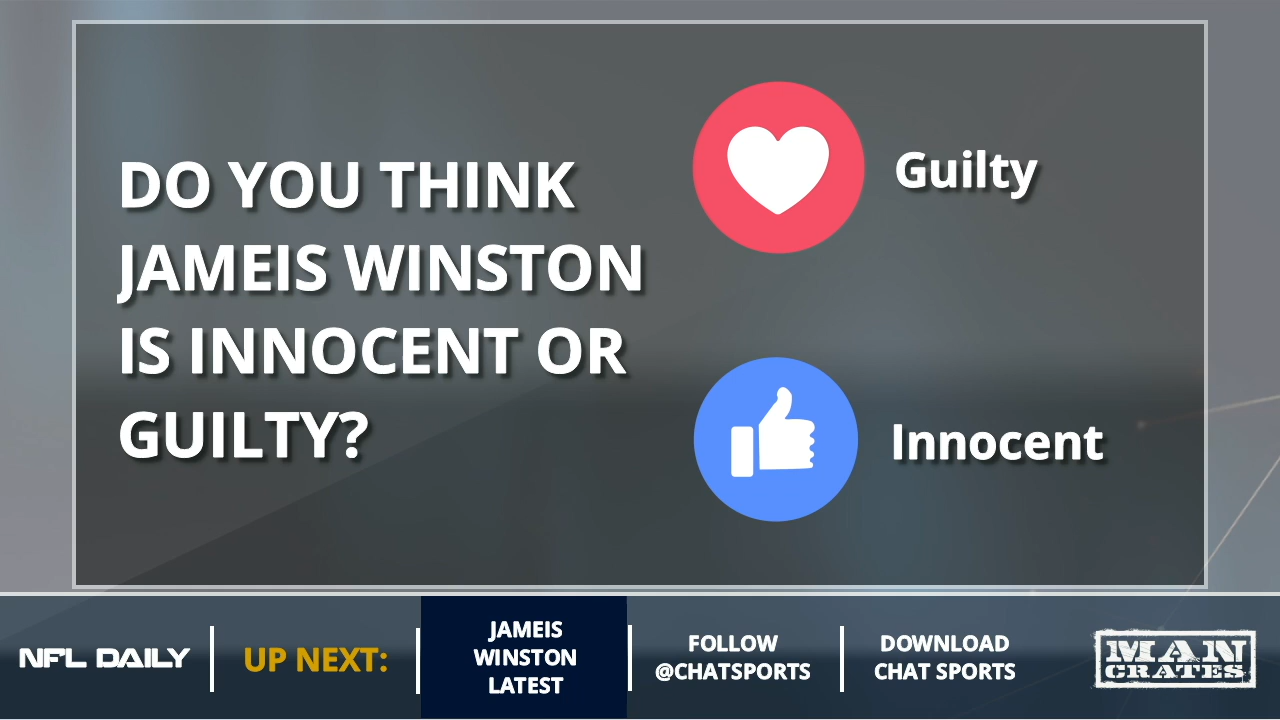 DO YOU THINK
JAMEIS WINSTON
IS INNOCENT OR
GUILTY?
Guilty
Innocent
NFL DAILY
UP NEXT:
JAMEIS
WINSTON
LATEST
FOLLOW
@CHATSPORTS
DOWNLOAD
CHAT SPORTS
MAN
CRATES